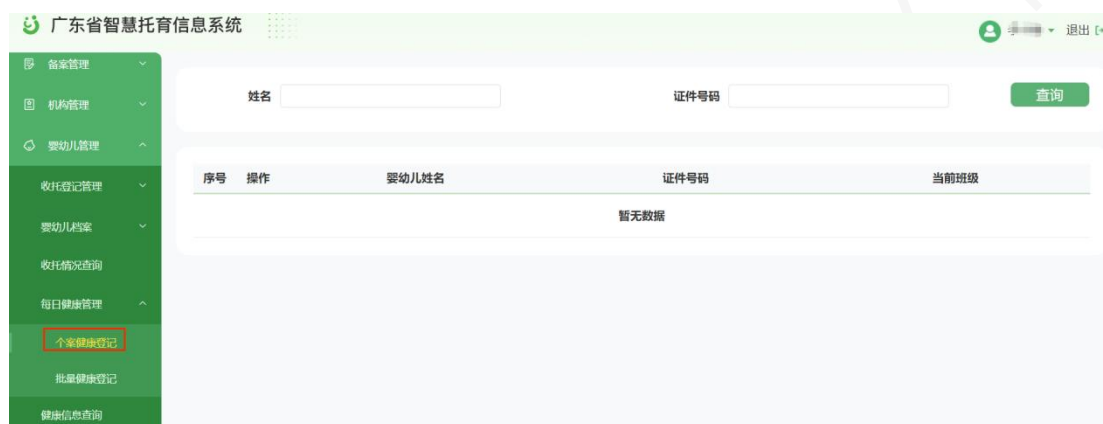 广东省智慧托育信息系统
退出
备案管理
机构管理
婴幼儿管理
收托登记管理
婴幼儿档案
收托情况查询
每日健康管理
个案健康登记
批量健康登记
健康信息查询
姓名 证件号码 查询
序号 操作 婴幼儿姓名 证件号码 当前班级
暂无数据